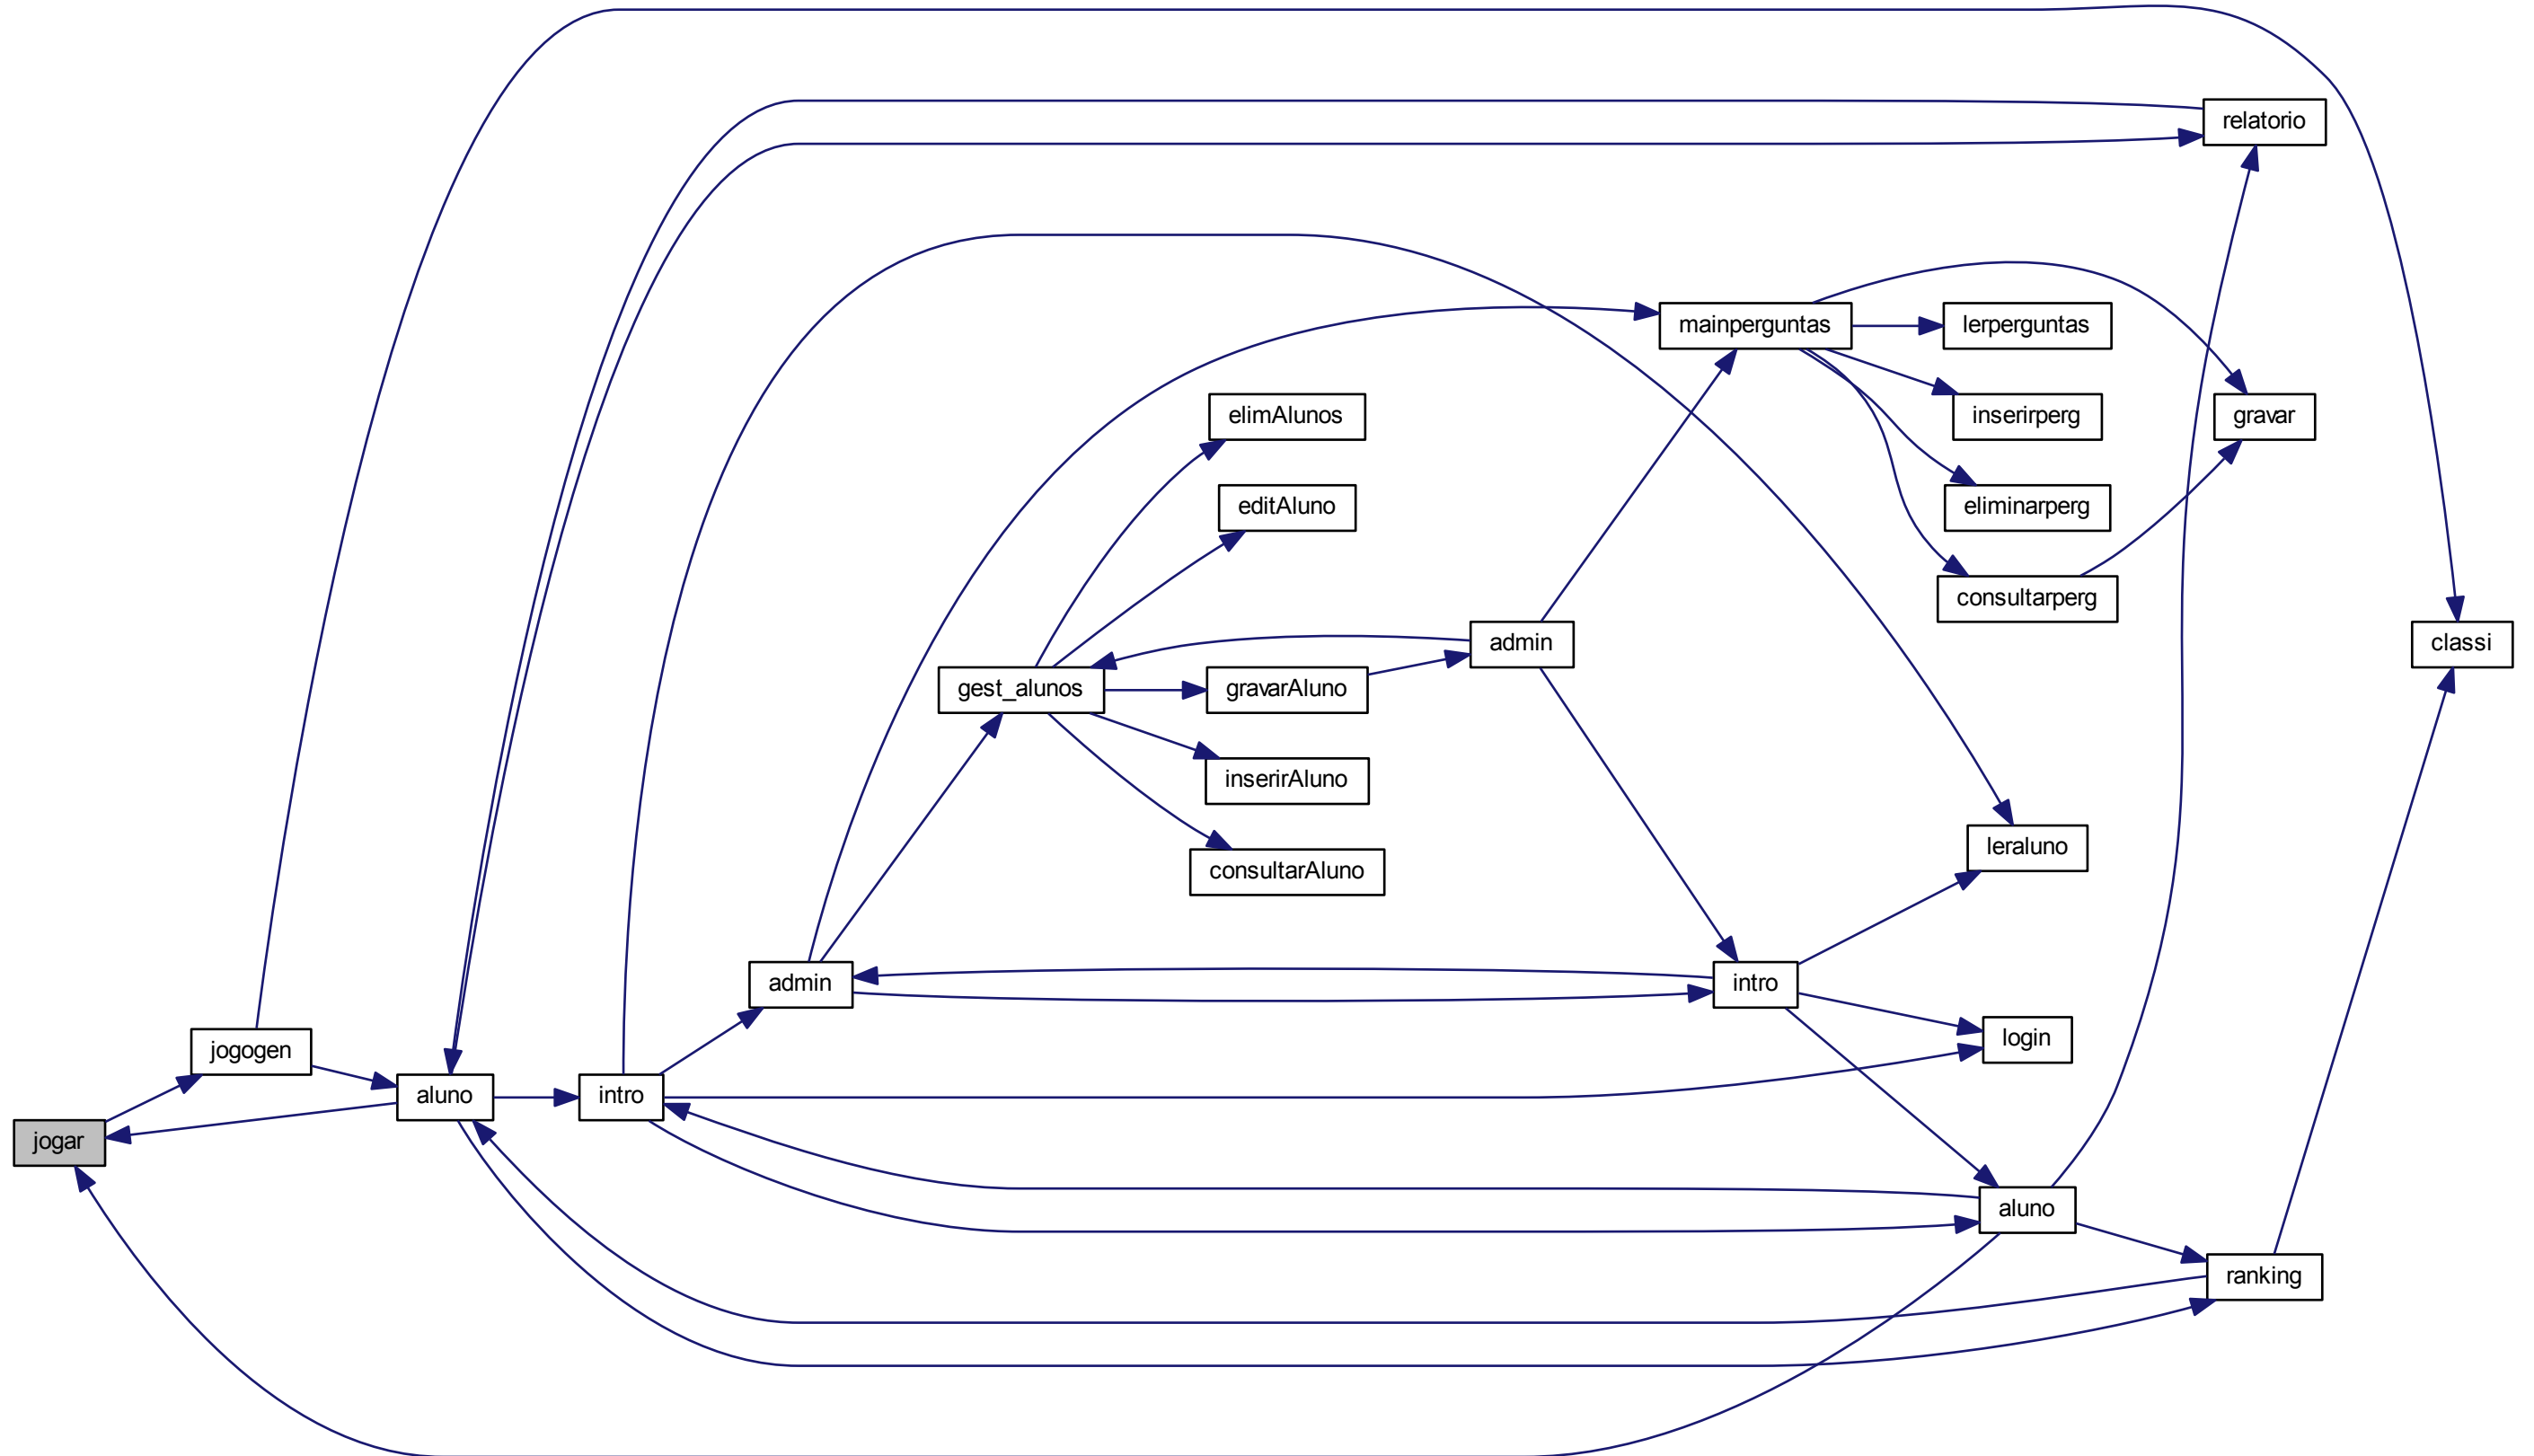 relatorio
mainperguntas
lerperguntas
elimAlunos
inserirperg
gravar
editAluno
eliminarperg
consultarperg
admin
classi
gest_alunos
gravarAluno
inserirAluno
leraluno
consultarAluno
admin
intro
login
jogogen
aluno
intro
jogar
aluno
ranking